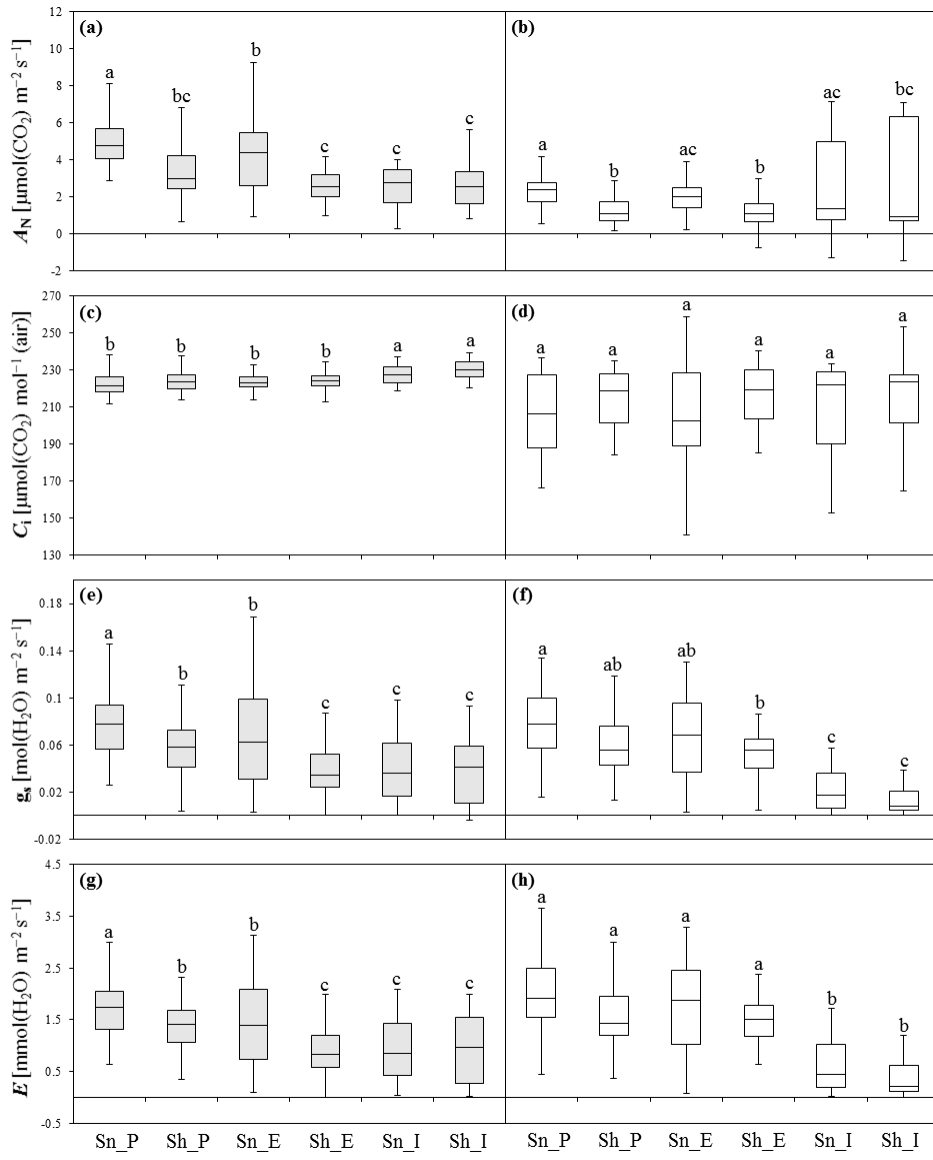 (a)
(b)
A_N [µmol(CO₂) m⁻² s⁻¹]
12
10
8
6
4
2
0
-2
a
bc
b
c
c
c
a
b
ac
b
ac
bc
(c)
(d)
C_i [µmol(CO₂) mol⁻¹ (air)]
270
250
230
210
190
170
150
130
b
b
b
b
a
a
a
a
a
a
a
a
(e)
(f)
g_s [mol(H₂O) m⁻² s⁻¹]
0.18
0.14
0.1
0.06
0.02
-0.02
a
b
b
c
c
c
a
ab
ab
b
c
c
(g)
(h)
E [mmol(H₂O) m⁻² s⁻¹]
4.5
3.5
2.5
1.5
0.5
-0.5
a
b
b
c
c
c
a
a
a
a
b
b
Sn_P Sh_P Sn_E Sh_E Sn_I Sh_I Sn_P Sh_P Sn_E Sh_E Sn_I Sh_I